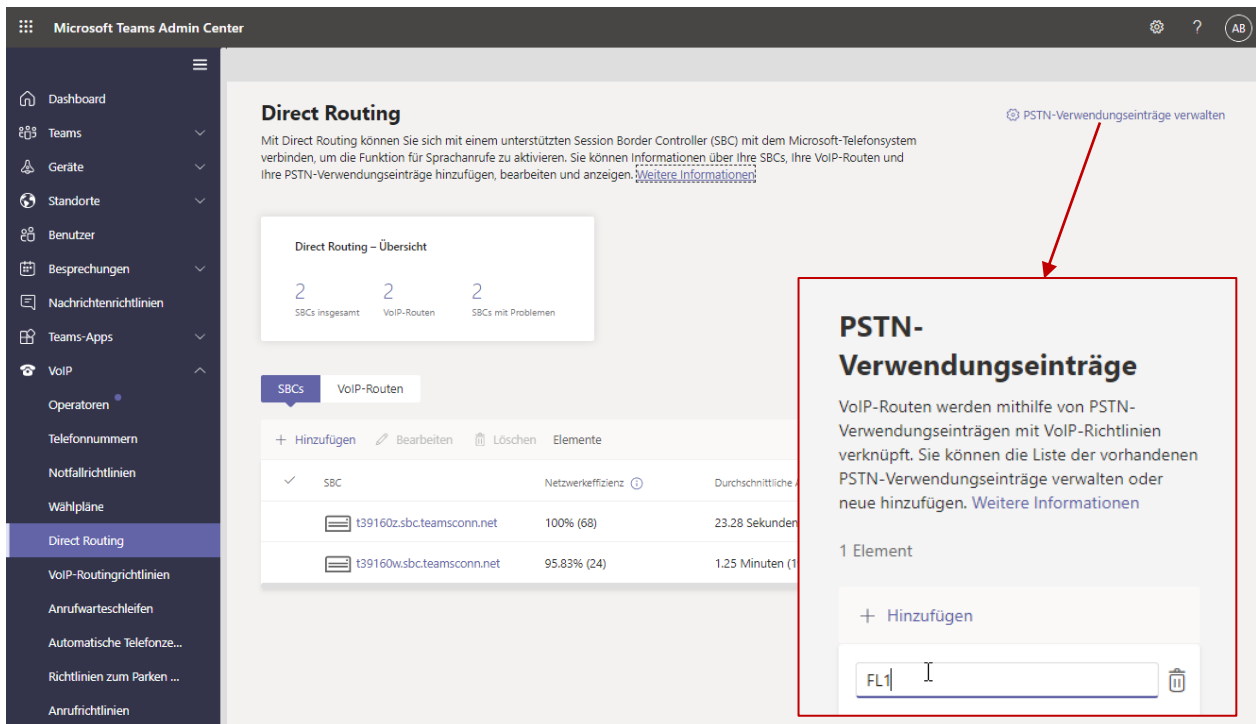 Microsoft Teams Admin Center
?
AB
Dashboard
Teams
Geräte
Standorte
Benutzer
Besprechungen
Nachrichtenrichtlinien
Teams-Apps
VoIP
Operatoren
Telefonnummern
Notfallrichtlinien
Wählpläne
Direct Routing
VoIP-Routingrichtlinien
Anrufwarteschleifen
Automatische Telefonze...
Richtlinien zum Parken ...
Anrufrichtlinien
Direct Routing
PSTN-Verwendungseinträge verwalten
Mit Direct Routing können Sie sich mit einem unterstützten Session Border Controller (SBC) mit dem Microsoft-Telefonsystem
verbinden, um die Funktion für Sprachanrufe zu aktivieren. Sie können Informationen über Ihre SBCs, Ihre VoIP-Routen und
Ihre PSTN-Verwendungseinträge hinzufügen, bearbeiten und anzeigen. Weitere Informationen
Direct Routing – Übersicht
2 2 2
SBCs insgesamt VoIP-Routen SBCs mit Problemen
SBCs VoIP-Routen
+ Hinzufügen Bearbeiten Löschen Elemente
SBC Netzwerkeffizienz Durchschnittliche
t39160z.sbc.teamsconn.net 100% (68) 23.28 Sekunden
t39160w.sbc.teamsconn.net 95.83% (24) 1.25 Minuten (1
PSTN-
Verwendungseinträge
VoIP-Routen werden mithilfe von PSTN-
Verwendungseinträgen mit VoIP-Richtlinien
verknüpft. Sie können die Liste der vorhandenen
PSTN-Verwendungseinträge verwalten oder
neue hinzufügen. Weitere Informationen
1 Element
+ Hinzufügen
FL1